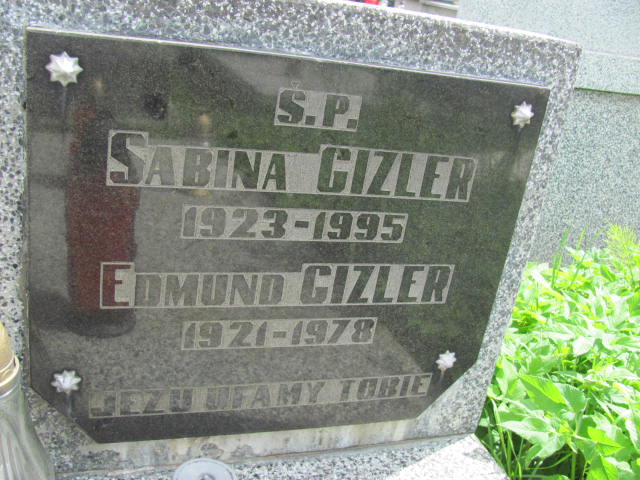 Ś.P.
SABINA GIZLER
1923-1995
EDMUND GIZLER
1921-1978
JEZU UFAMY TOBIE